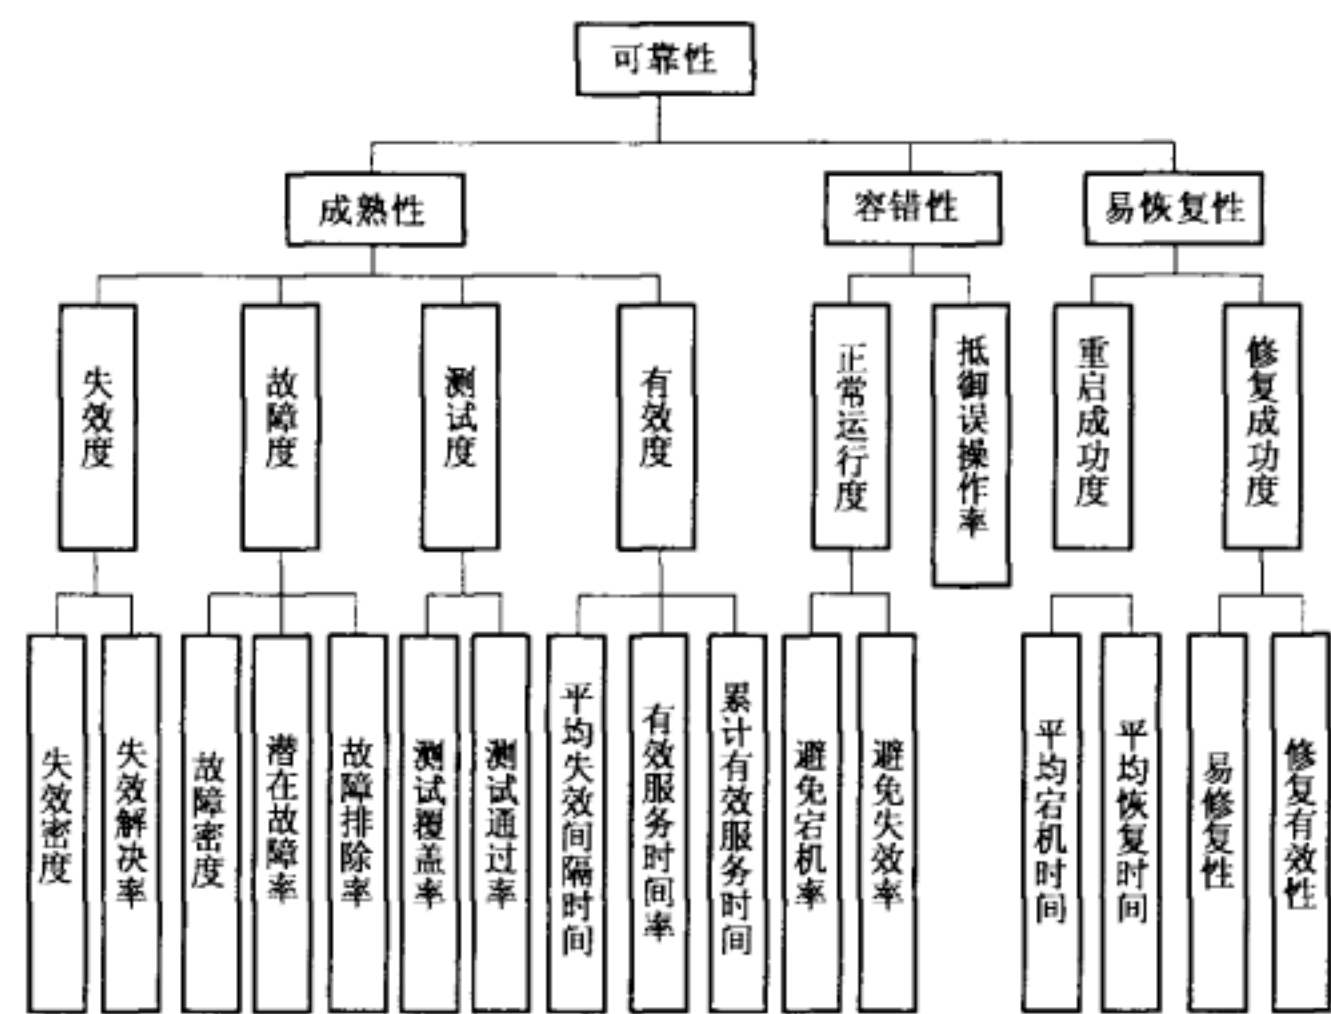 可靠性
成熟性
容错性
易恢复性
失效度
故障度
测试度
有效度
正常运行度
抵御误操作率
重启成功度
修复成功度
失效密度
失效解决率
故障密度
潜在故障率
故障排除率
测试覆盖率
测试通过率
平均失效间隔时间
有效服务时间率
累计有效服务时间
避免宕机率
避免失效率
平均宕机时间
平均恢复时间
易修复性
修复有效性